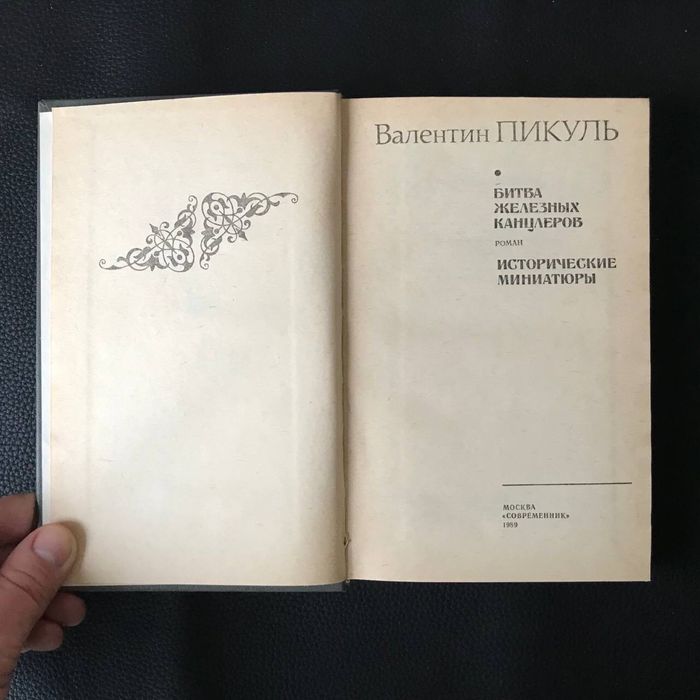 Валентин ПИКУЛЬ
БИТВА
ЖЕЛЕЗНЫХ
КАНЦЛЕРОВ
РОМАН
ИСТОРИЧЕСКИЕ
МИНИАТЮРЫ
МОСКВА
«СОВРЕМЕННИК»
1989